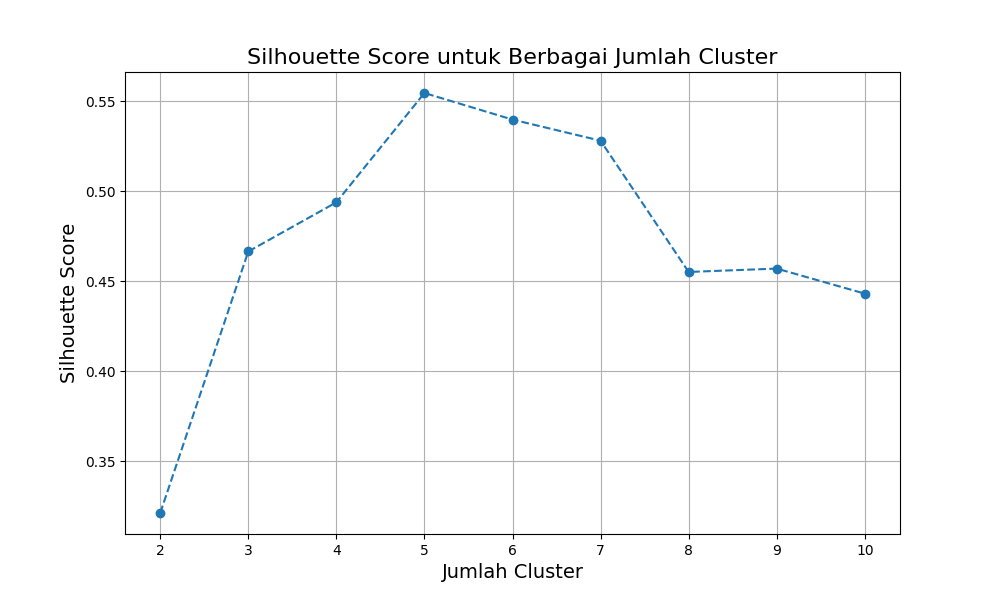 Silhouette Score untuk Berbagai Jumlah Cluster
Silhouette Score
0.55
0.50
0.45
0.40
0.35
2 3 4 5 6 7 8 9 10
Jumlah Cluster